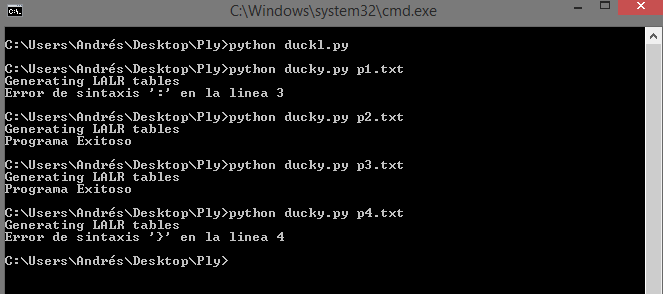 C:\Windows\system32\cmd.exe
C:\Users\Andrés\Desktop\Ply>python duckl.py
C:\Users\Andrés\Desktop\Ply>python ducky.py p1.txt
Generating LALR tables
Error de sintaxis ':' en la linea 3
C:\Users\Andrés\Desktop\Ply>python ducky.py p2.txt
Generating LALR tables
Programa Exitoso
C:\Users\Andrés\Desktop\Ply>python ducky.py p3.txt
Generating LALR tables
Programa Exitoso
C:\Users\Andrés\Desktop\Ply>python ducky.py p4.txt
Generating LALR tables
Error de sintaxis '}' en la linea 4
C:\Users\Andrés\Desktop\Ply>